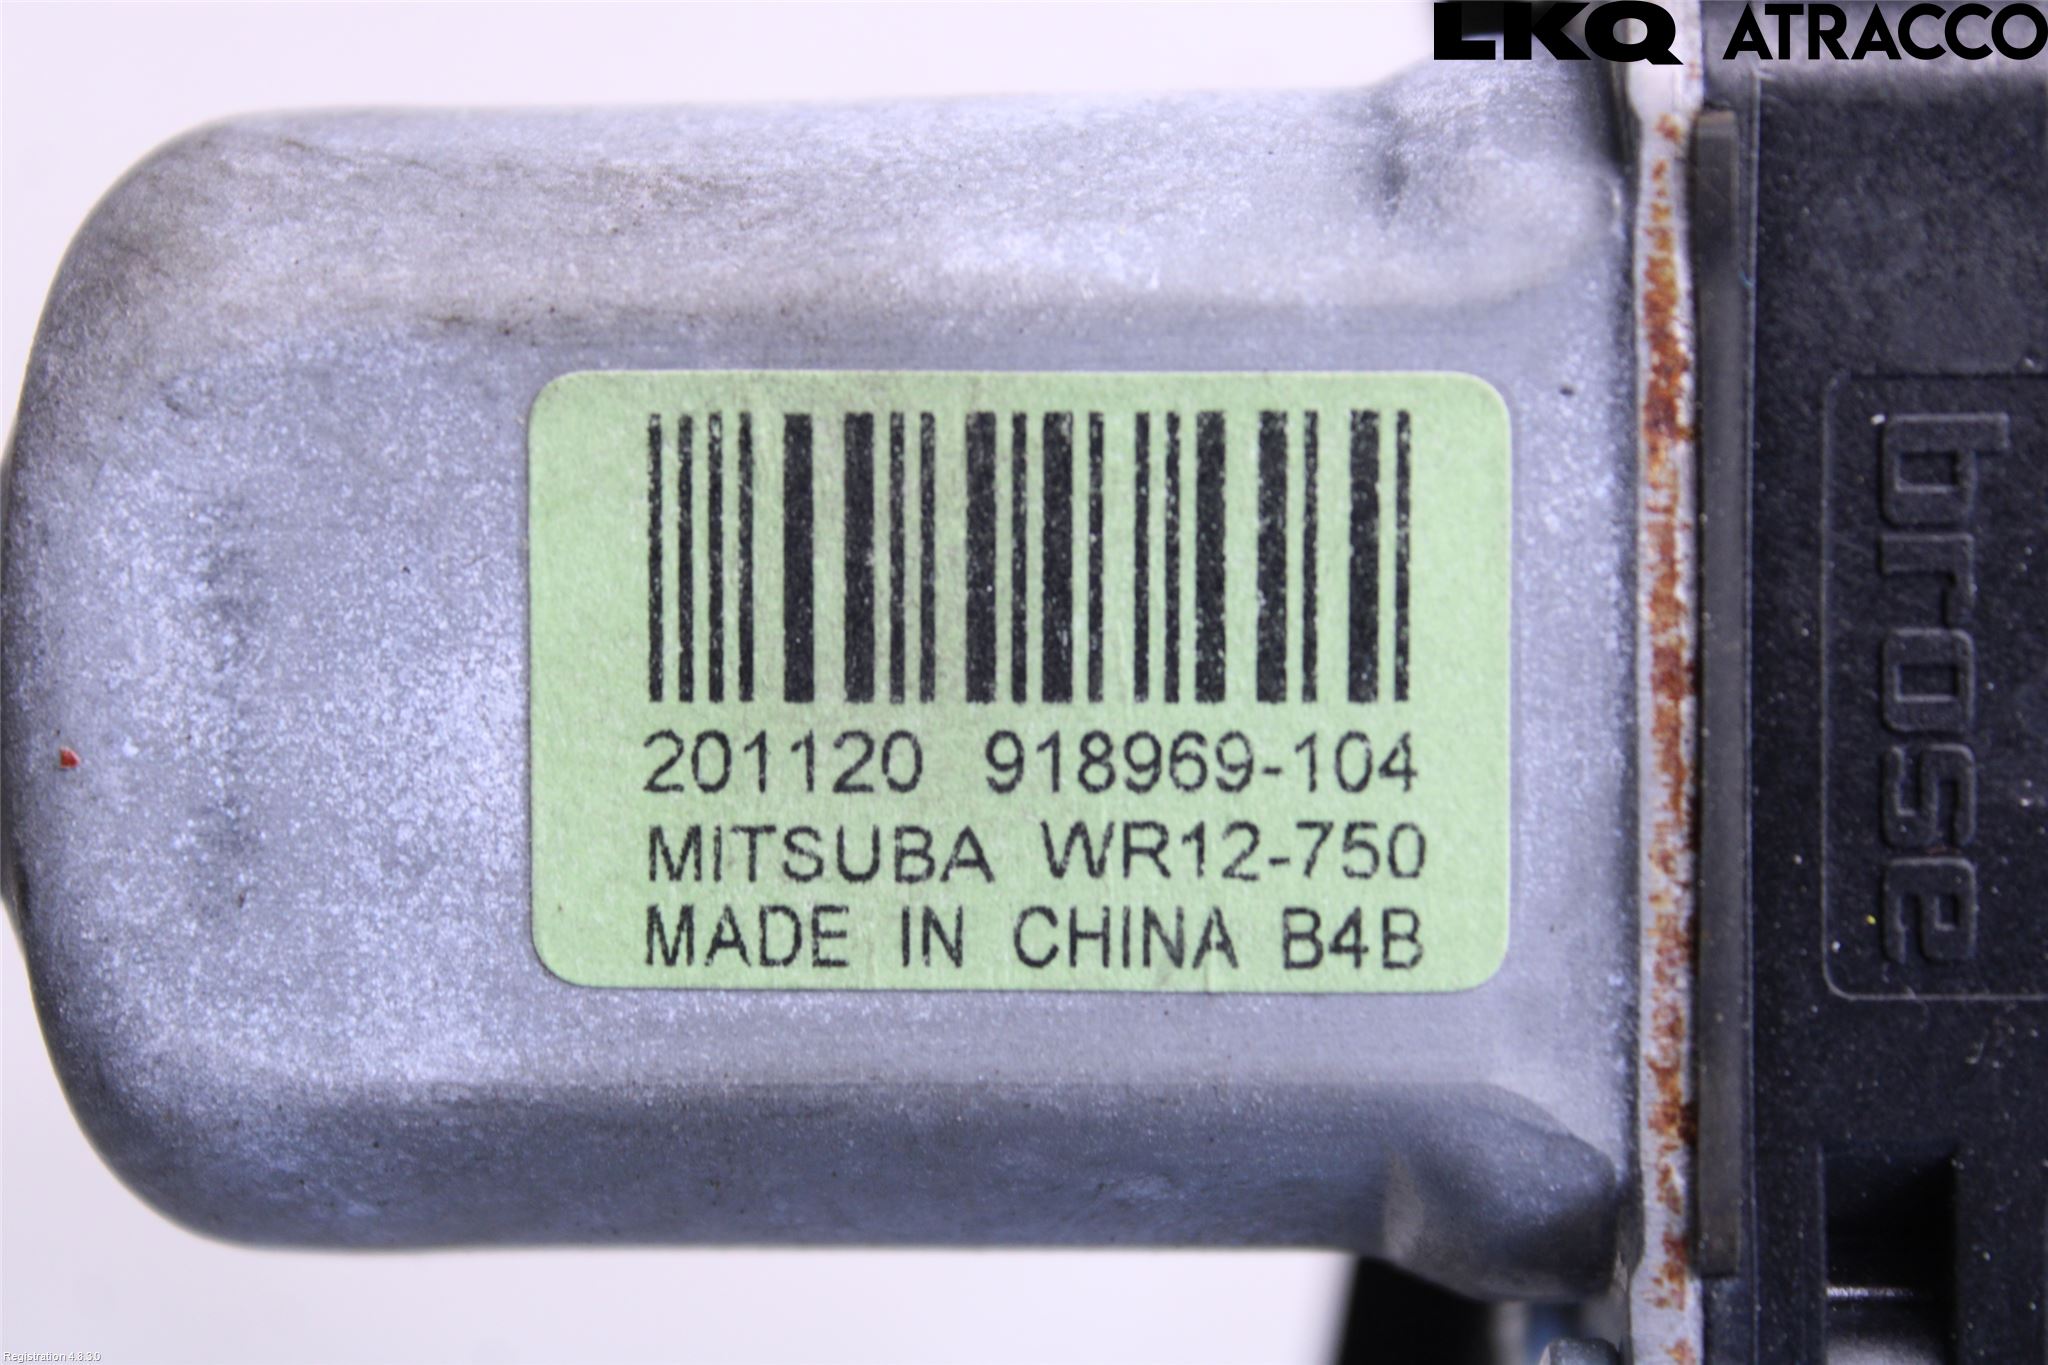 LKQ ATRACCO
201120 918969-104
MITSUBA WR12-750
MADE IN CHINA B4B
brose
Registration 4.8.3.0